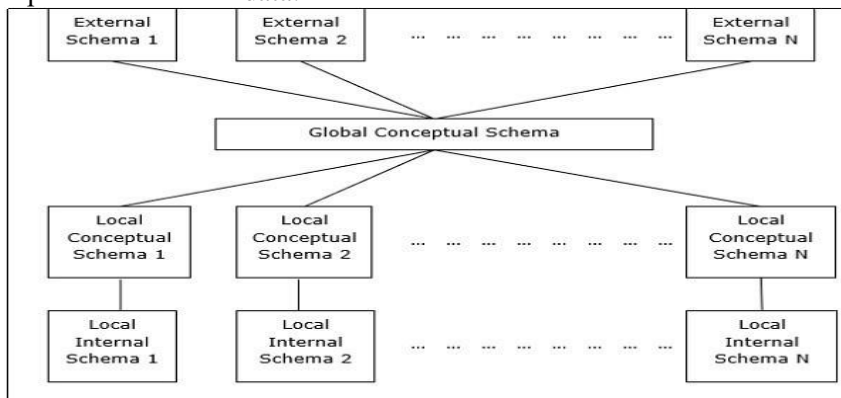 External
Schema 1
External
Schema 2
... ... ... ... ... ... ... ...
External
Schema N
Global Conceptual Schema
Local
Conceptual
Schema 1
Local
Conceptual
Schema 2
... ... ... ... ... ... ... ...
Local
Conceptual
Schema N
Local
Internal
Schema 1
Local
Internal
Schema 2
... ... ... ... ... ... ... ...
Local
Internal
Schema N